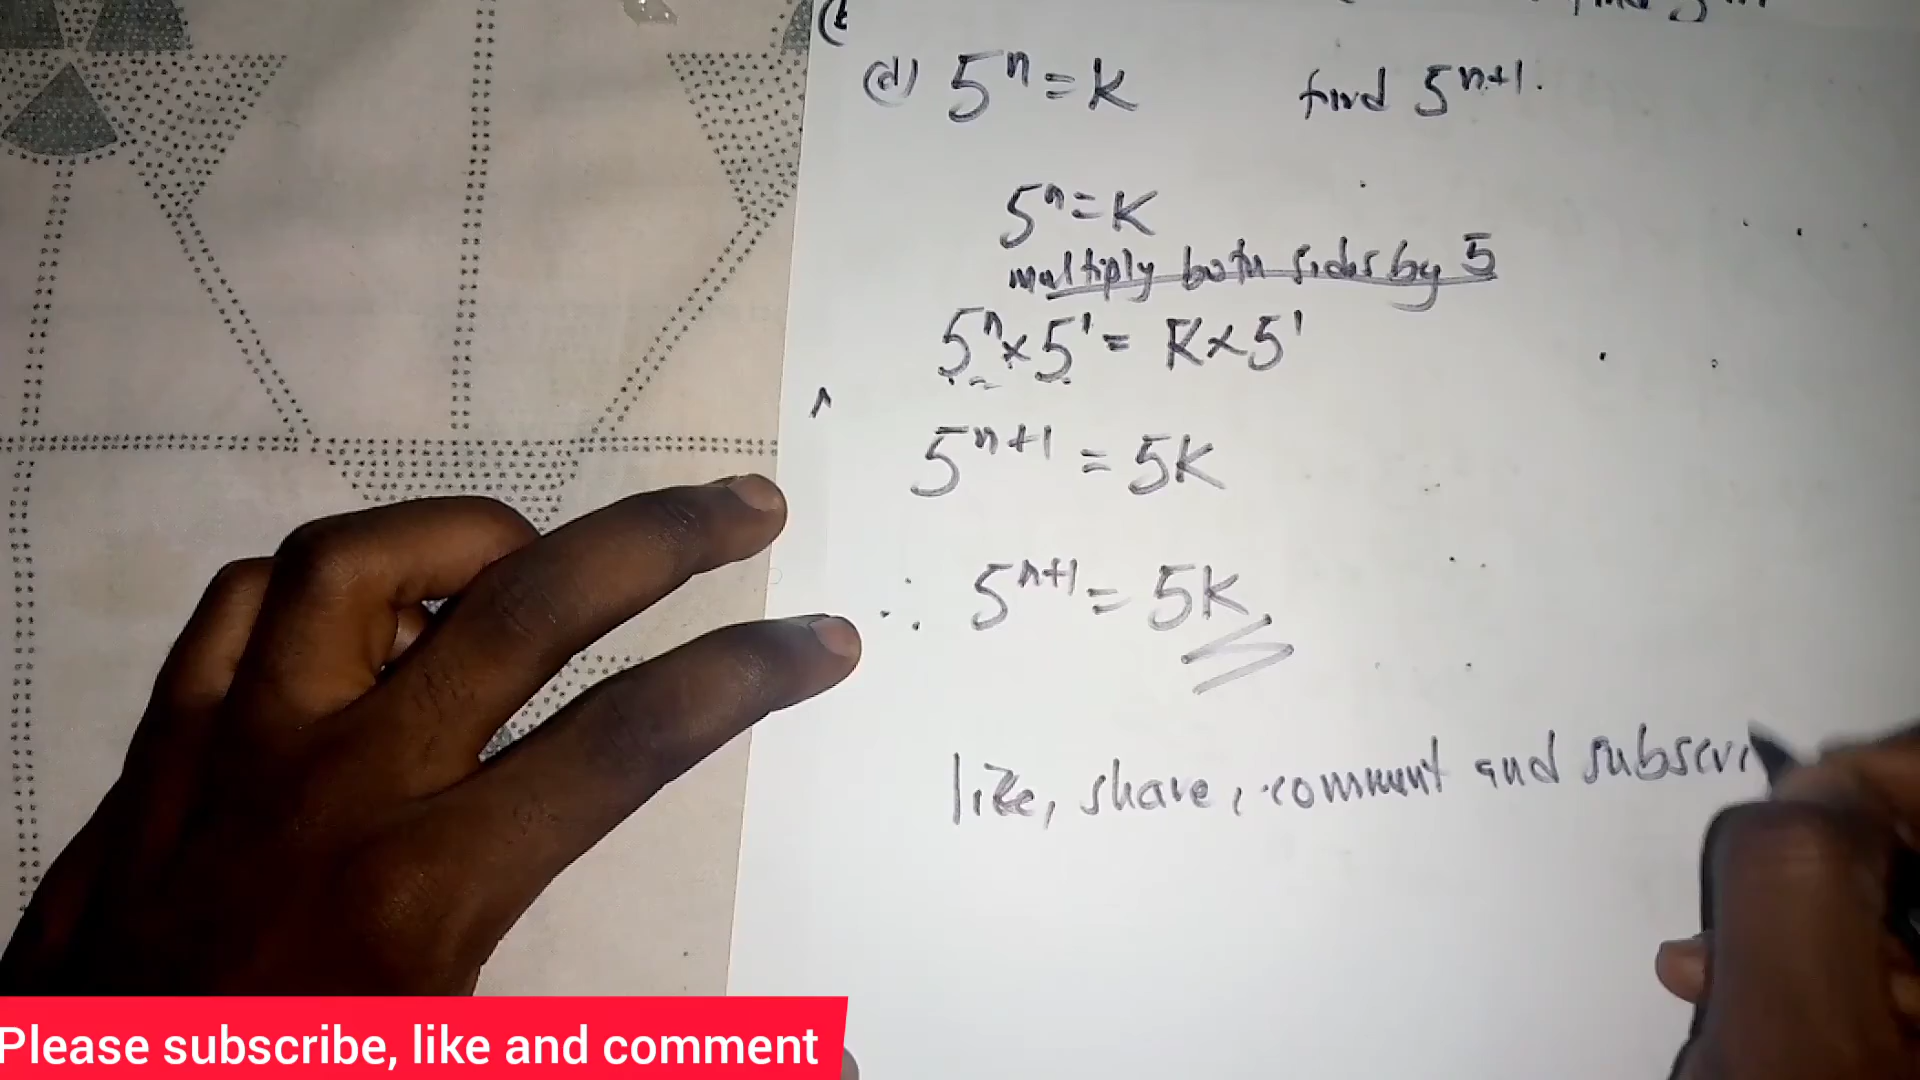 (d) 5ⁿ = K find 5ⁿ⁺¹.
5ⁿ = K
multiply both sides by 5
5ⁿ × 5¹ = K × 5¹
5ⁿ⁺¹ = 5K
∴ 5ⁿ⁺¹ = 5K
like, share, comment and subscri
Please subscribe, like and comment